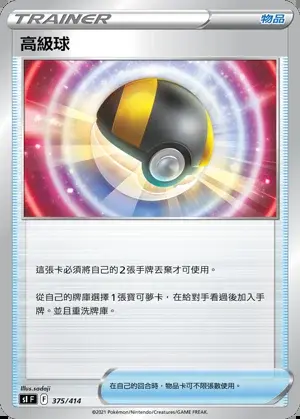 TRAINER 物品
高級球
這張卡必須將自己的2張手牌丟棄才可使用。
從自己的牌庫選擇1張寶可夢卡,在給對手看過後加入手
牌。並且重洗牌庫。
Illus.sadaji
sI F F 375/414
在自己的回合時,物品卡可不限張數使用。
©2021 Pokémon/Nintendo/Creatures/GAME FREAK.